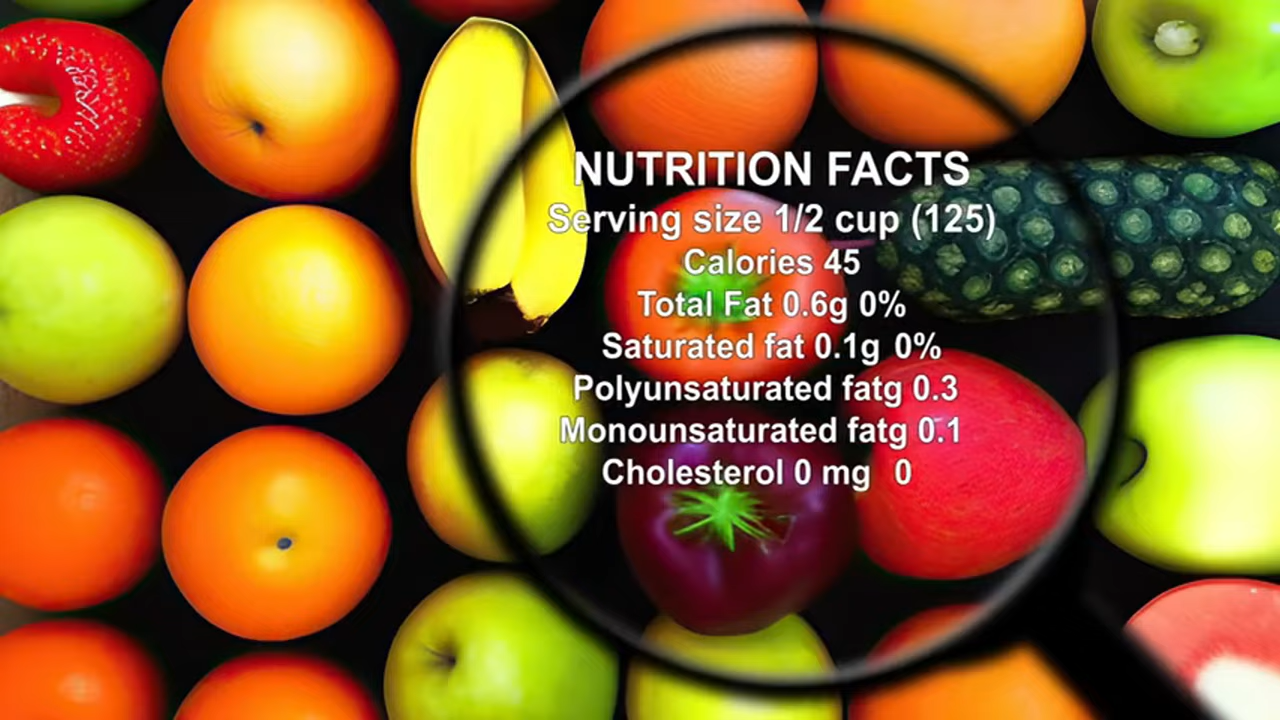 NUTRITION FACTS
Serving size 1/2 cup (125)
Calories 45
Total Fat 0.6g 0%
Saturated fat 0.1g 0%
Polyunsaturated fatg 0.3
Monounsaturated fatg 0.1
Cholesterol 0 mg 0